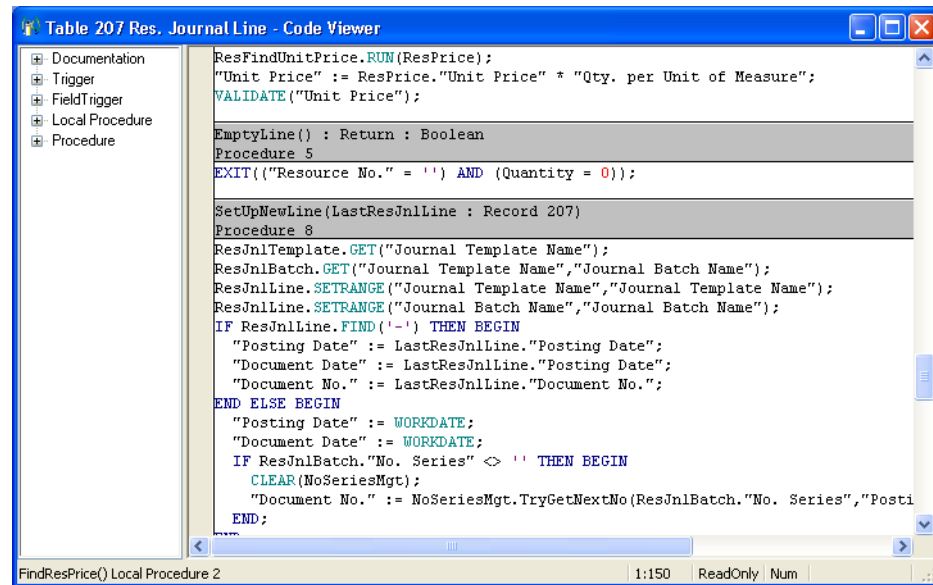 Table 207 Res. Journal Line - Code Viewer
Documentation
Trigger
FieldTrigger
Local Procedure
Procedure
ResFindUnitPrice.RUN(ResPrice);
"Unit Price" := ResPrice."Unit Price" * "Qty. per Unit of Measure";
VALIDATE("Unit Price");
EmptyLine() : Return : Boolean
Procedure 5
EXIT(("Resource No." = '') AND (Quantity = 0));
SetUpNewLine(LastResJnlLine : Record 207)
Procedure 8
ResJnlTemplate.GET("Journal Template Name");
ResJnlBatch.GET("Journal Template Name","Journal Batch Name");
ResJnlLine.SETRANGE("Journal Template Name","Journal Template Name");
ResJnlLine.SETRANGE("Journal Batch Name","Journal Batch Name");
IF ResJnlLine.FIND('-') THEN BEGIN
"Posting Date" := LastResJnlLine."Posting Date";
"Document Date" := LastResJnlLine."Posting Date";
"Document No." := LastResJnlLine."Document No.";
END ELSE BEGIN
"Posting Date" := WORKDATE;
"Document Date" := WORKDATE;
IF ResJnlBatch."No. Series" <> '' THEN BEGIN
CLEAR(NoSeriesMgt);
"Document No." := NoSeriesMgt.TryGetNextNo(ResJnlBatch."No. Series","Posti
END;
END
FindResPrice() Local Procedure 2
1:150
ReadOnly
Num